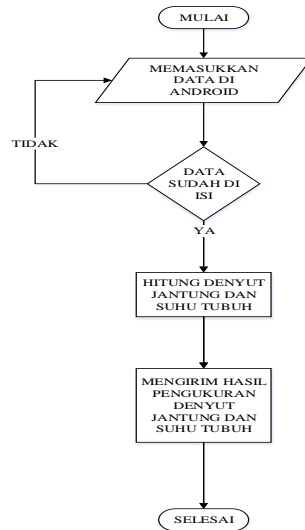 MULAI
MEMASUKKAN
DATA DI
ANDROID
TIDAK
DATA
SUDAH DI
ISI
YA
HITUNG DENYUT
JANTUNG DAN
SUHU TUBUH
MENGIRIM HASIL
PENGUKURAN
DENYUT
JANTUNG DAN
SUHU TUBUH
SELESAI